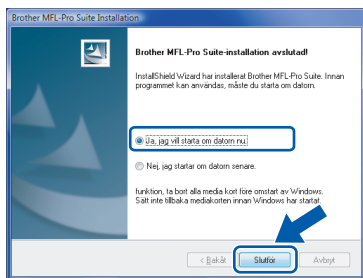 Brother MFL-Pro Suite Installation
Brother MFL-Pro Suite-installation avslutad!
InstallShield Wizard har installerat Brother MFL-Pro Suite. Innan
programmet kan användas, måste du starta om datorn.
Ja, jag vill starta om datorn nu.
Nej, jag startar om datorn senare.
funktion, ta bort alla media kort före omstart av Windows.
Sätt inte tillbaka mediakorten innan Windows har startat.
< Bakåt
Slutför
Avbryt